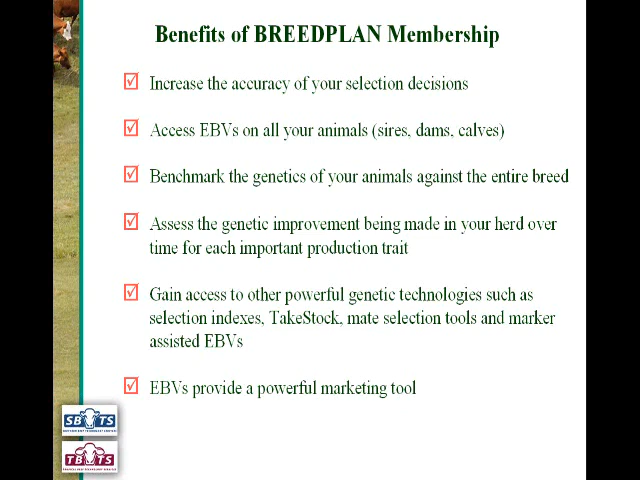 Benefits of BREEDPLAN Membership
Increase the accuracy of your selection decisions
Access EBVs on all your animals (sires, dams, calves)
Benchmark the genetics of your animals against the entire breed
Assess the genetic improvement being made in your herd over
time for each important production trait
Gain access to other powerful genetic technologies such as
selection indexes, TakeStock, mate selection tools and marker
assisted EBVs
EBVs provide a powerful marketing tool
SBTS
TBTS